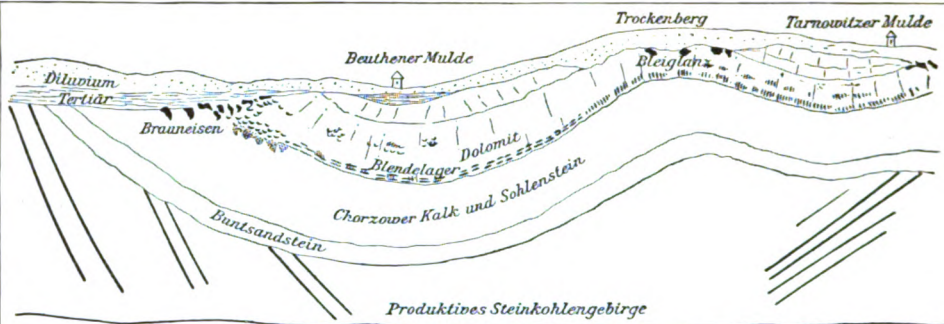 Trockenberg
Tarnowitzer Mulde
Beuthener Mulde
Bleiglanz
Diluvium
Tertiär
Brauneisen
Dolomit
Blendelager
Chorzower Kalk und Sohlenstein
Buntsandstein
Produktives Steinkohlengebirge